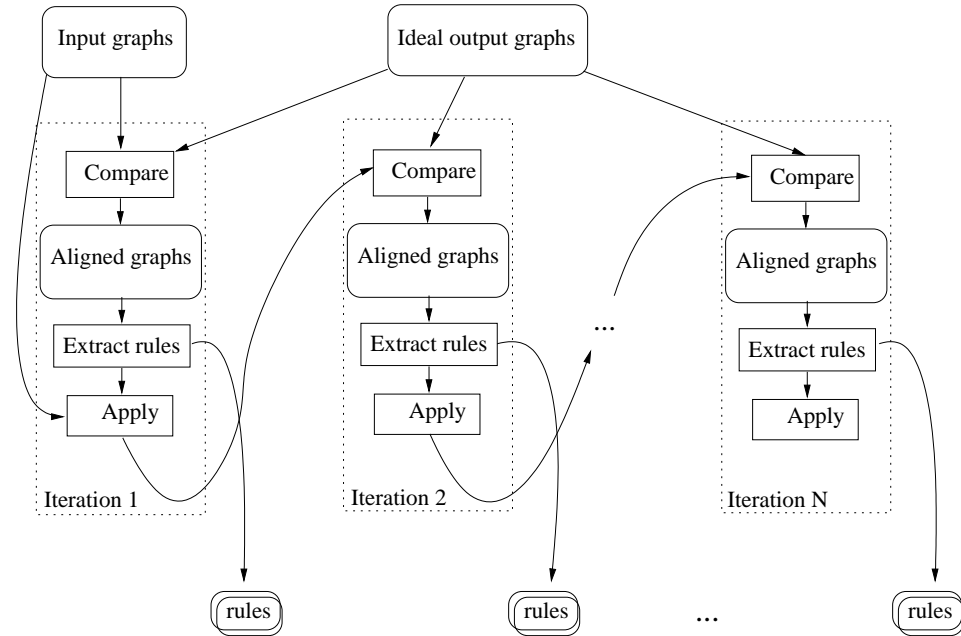 Input graphs
Ideal output graphs
Compare
Aligned graphs
Extract rules
Apply
Iteration 1
Compare
Aligned graphs
Extract rules
Apply
Iteration 2
...
Compare
Aligned graphs
Extract rules
Apply
Iteration N
rules
rules
...
rules